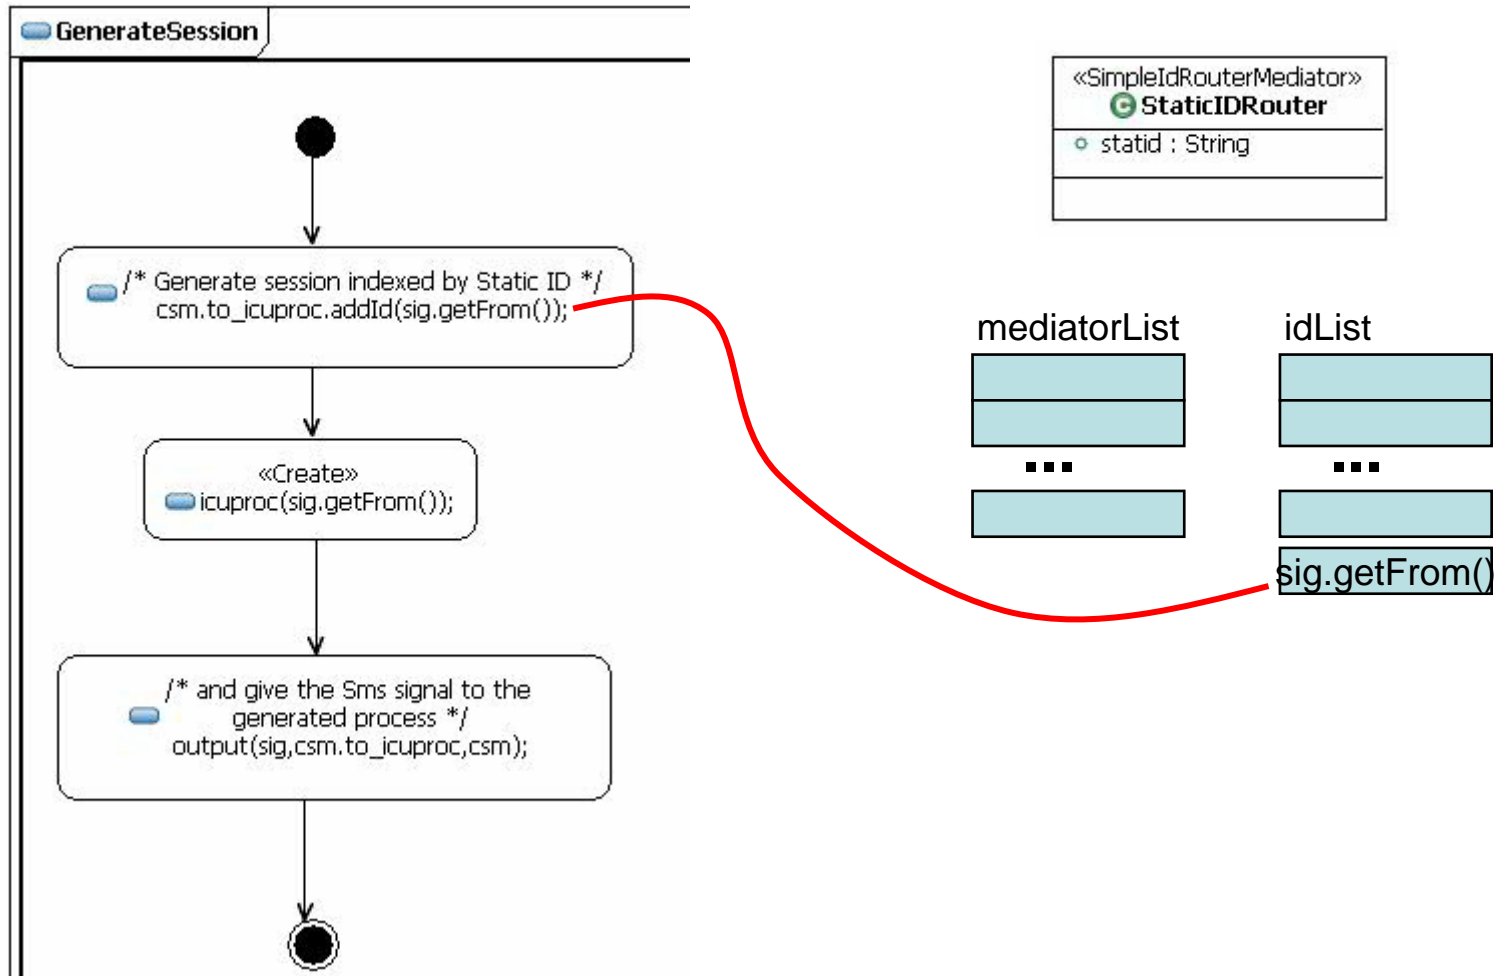 GenerateSession
/* Generate session indexed by Static ID */
csm.to_icuproc.addId(sig.getFrom());
«Create»
icuproc(sig.getFrom());
/* and give the Sms signal to the
generated process */
output(sig,csm.to_icuproc,csm);
«SimpleIdRouterMediator»
C StaticIDRouter
statid : String
mediatorList
idList
...
...
sig.getFrom()